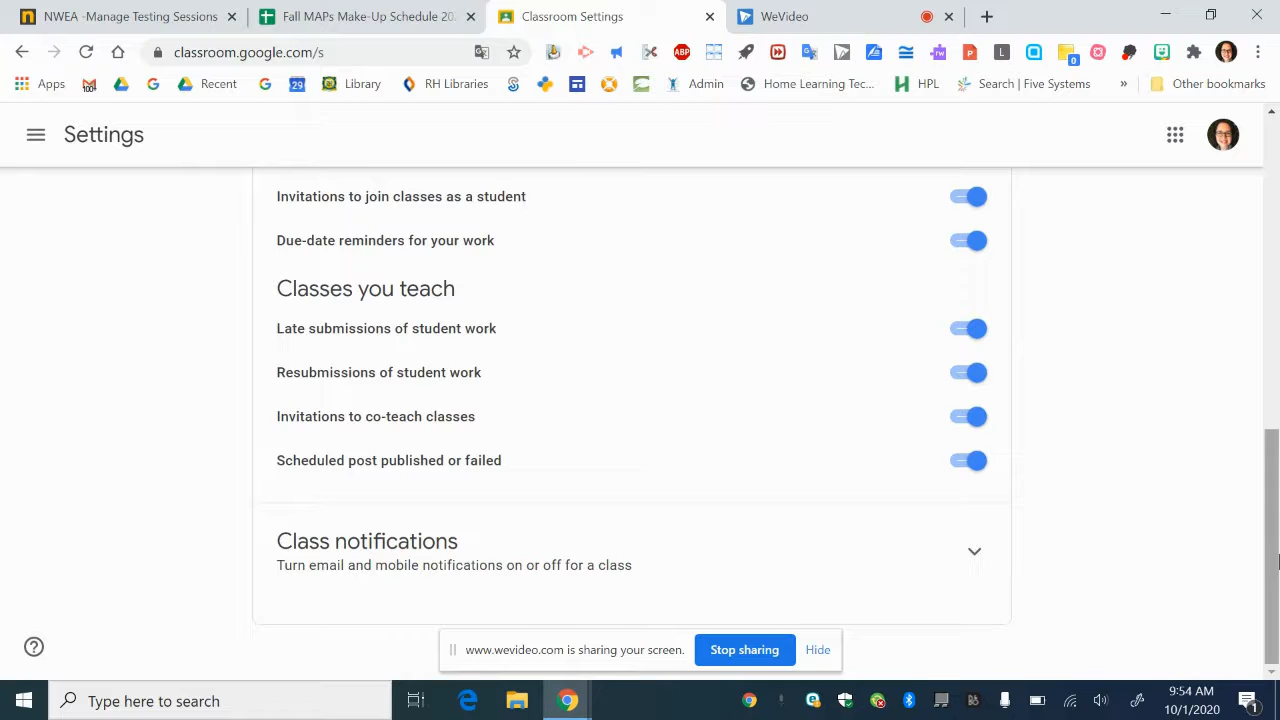 NWEA -Manage Testing Sessions
Fall MAPs Make-Up Schedule 20
Classroom Settings
WeVideo
classroom.google.com/s
Apps
Recent
Library
RH Libraries
Admin
Home Learning Tec...
HPL
Search | Five Systems
»
Other bookmarks
Settings
Invitations to join classes as a student
Due-date reminders for your work
Classes you teach
Late submissions of student work
Resubmissions of student work
Invitations to co-teach classes
Scheduled post published or failed
Class notifications
Turn email and mobile notifications on or off for a class
www.wevideo.com is sharing your screen.
Stop sharing
Hide
Type here to search
9:54 AM
10/1/2020
1